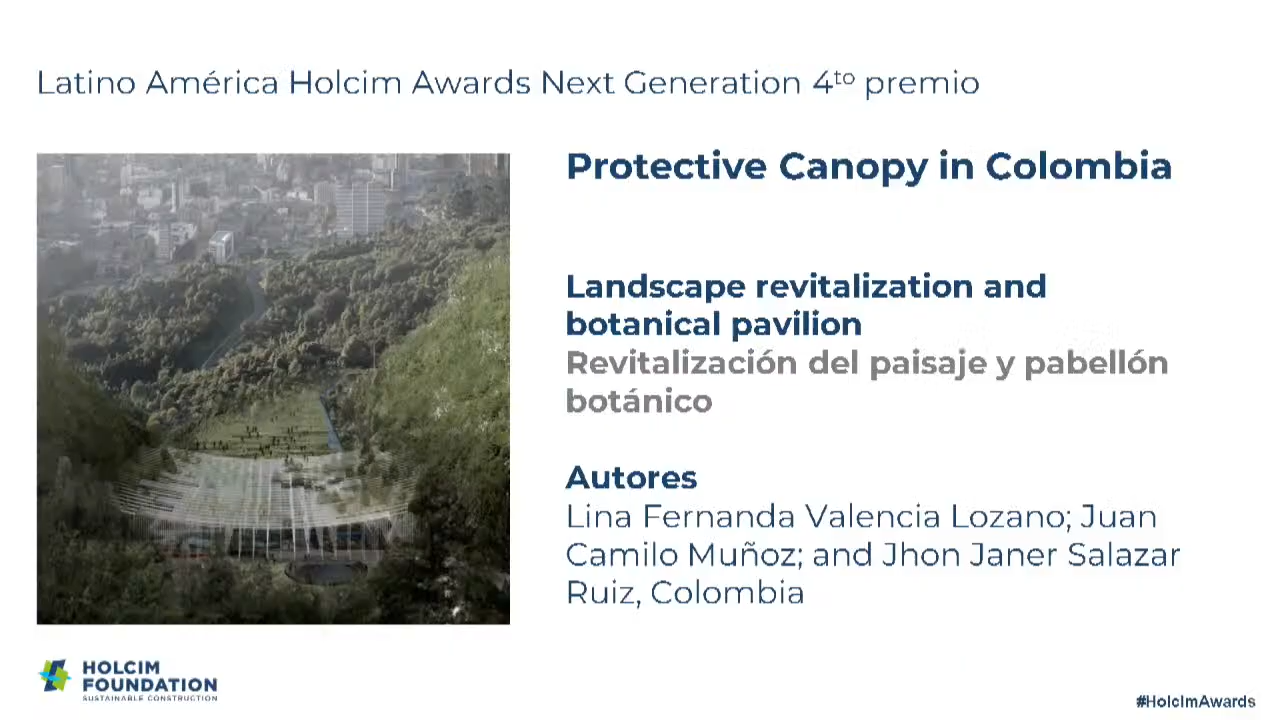 Latino América Holcim Awards Next Generation 4to premio
Protective Canopy in Colombia
Landscape revitalization and
botanical pavilion
Revitalización del paisaje y pabellón
botánico
Autores
Lina Fernanda Valencia Lozano; Juan
Camilo Muñoz; and Jhon Janer Salazar
Ruiz, Colombia
HOLCIM
FOUNDATION
SUSTAINABLE CONSTRUCTION
#HolcimAwards